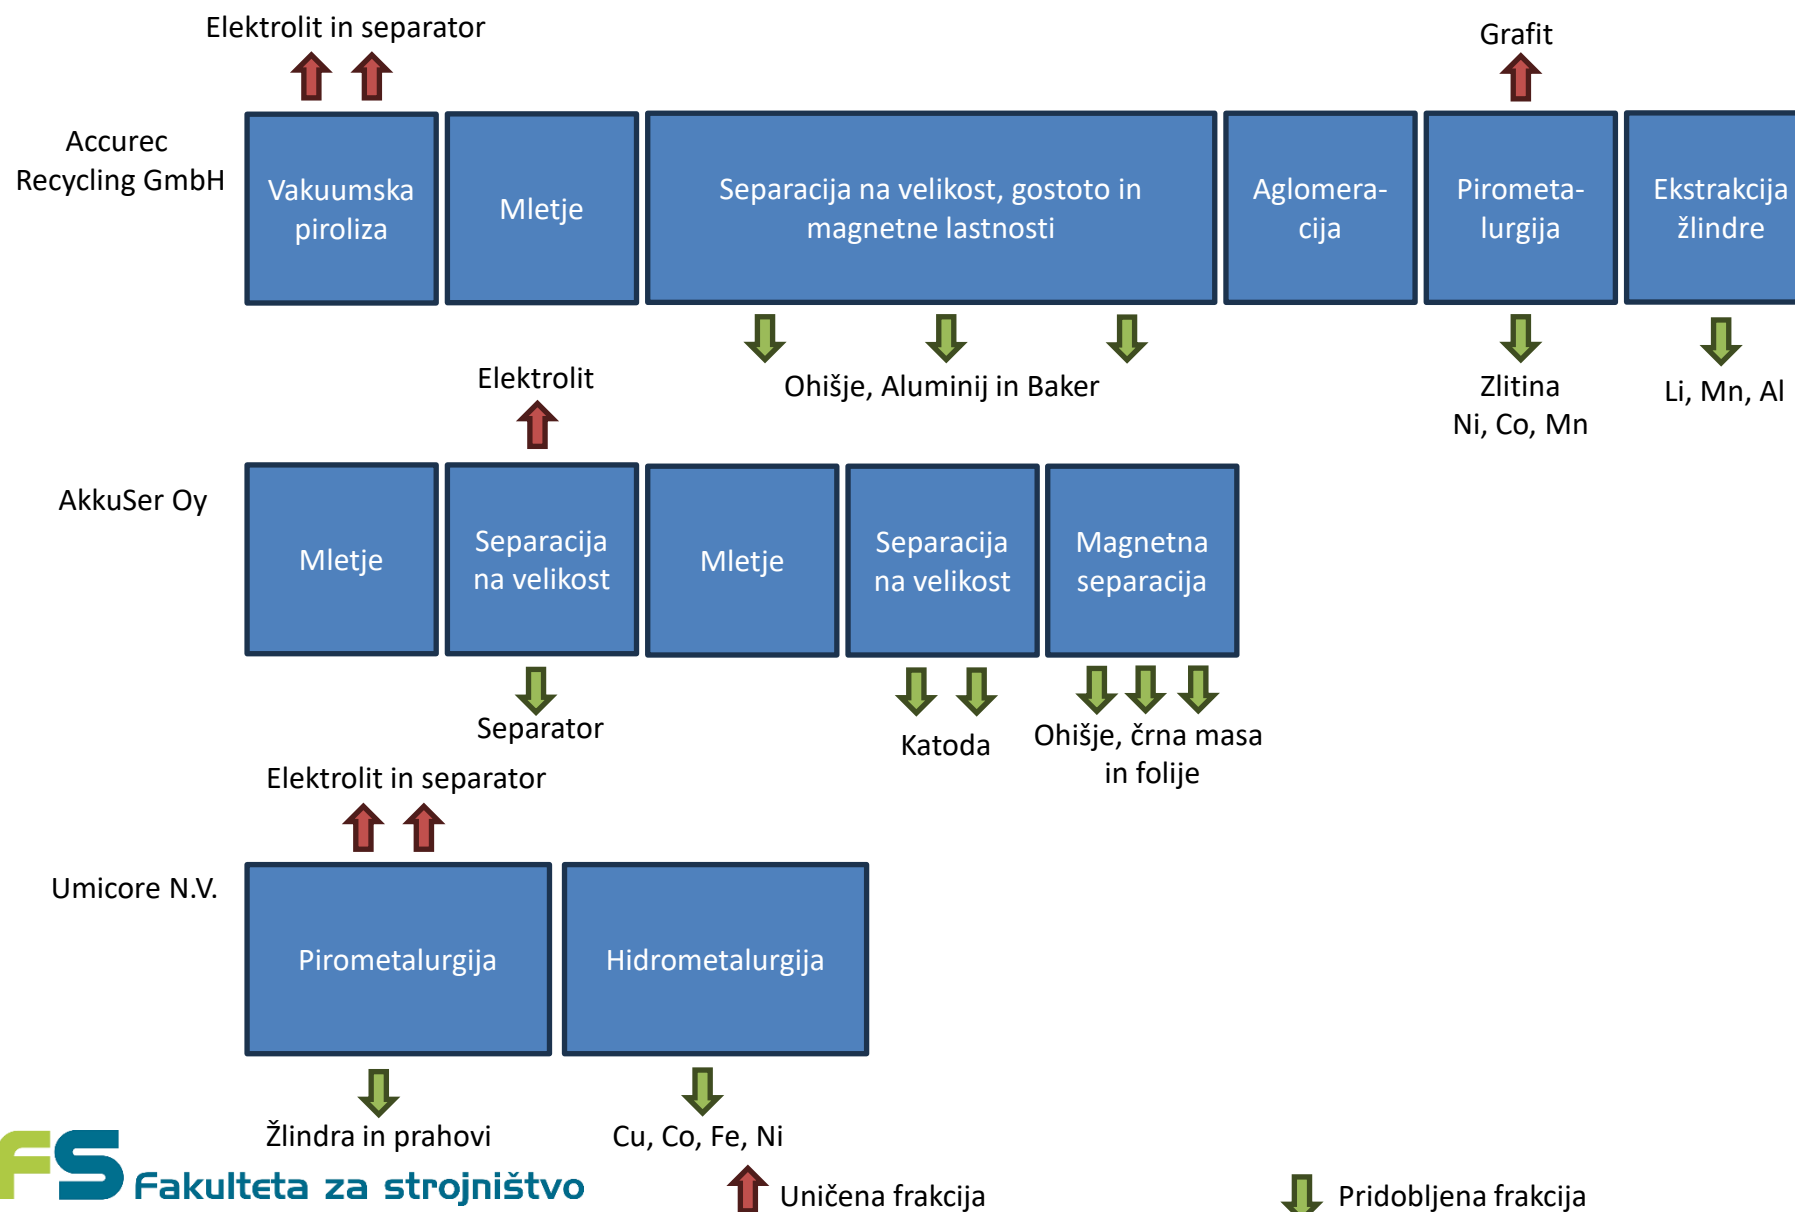 Elektrolit in separator
Grafit
Accurec
Recycling GmbH
Vakuumska
piroliza
Mletje
Separacija na velikost, gostoto in
magnetne lastnosti
Aglomera-
cija
Pirometa-
lurgija
Ekstrakcija
žlindre
Ohišje, Aluminij in Baker
Zlitina
Ni, Co, Mn
Li, Mn, Al
Elektrolit
AkkuSer Oy
Mletje
Separacija
na velikost
Mletje
Separacija
na velikost
Magnetna
separacija
Separator
Katoda
Ohišje, črna masa
in folije
Elektrolit in separator
Umicore N.V.
Pirometalurgija
Hidrometalurgija
Žlindra in prahovi
Cu, Co, Fe, Ni
FS Fakulteta za strojništvo
Uničena frakcija
Pridobljena frakcija